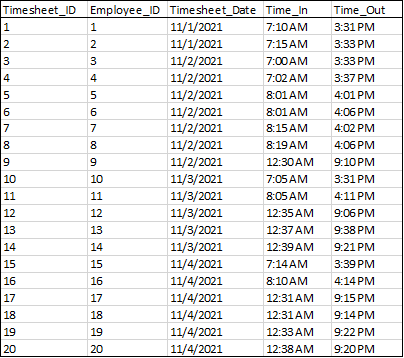 Timesheet_ID Employee_ID Timesheet_Date Time_In Time_Out
1 1 11/1/2021 7:10 AM 3:31 PM
2 2 11/1/2021 7:15 AM 3:33 PM
3 3 11/2/2021 7:00 AM 3:33 PM
4 4 11/2/2021 7:02 AM 3:37 PM
5 5 11/2/2021 8:01 AM 4:01 PM
6 6 11/2/2021 8:01 AM 4:06 PM
7 7 11/2/2021 8:15 AM 4:02 PM
8 8 11/2/2021 8:19 AM 4:06 PM
9 9 11/2/2021 12:30 AM 9:10 PM
10 10 11/3/2021 7:05 AM 3:31 PM
11 11 11/3/2021 8:05 AM 4:11 PM
12 12 11/3/2021 12:35 AM 9:06 PM
13 13 11/3/2021 12:37 AM 9:38 PM
14 14 11/3/2021 12:39 AM 9:21 PM
15 15 11/4/2021 7:14 AM 3:39 PM
16 16 11/4/2021 8:10 AM 4:14 PM
17 17 11/4/2021 12:31 AM 9:15 PM
18 18 11/4/2021 12:31 AM 9:14 PM
19 19 11/4/2021 12:33 AM 9:22 PM
20 20 11/4/2021 12:38 AM 9:20 PM